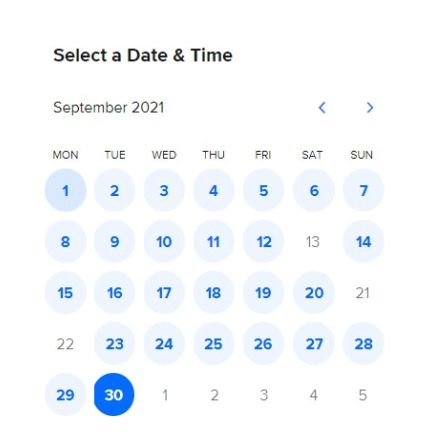 Select a Date & Time
September 2021
MON TUE WED THU FRI SAT SUN
1 2 3 4 5 6 7
8 9 10 11 12 13 14
15 16 17 18 19 20 21
22 23 24 25 26 27 28
29 30 1 2 3 4 5